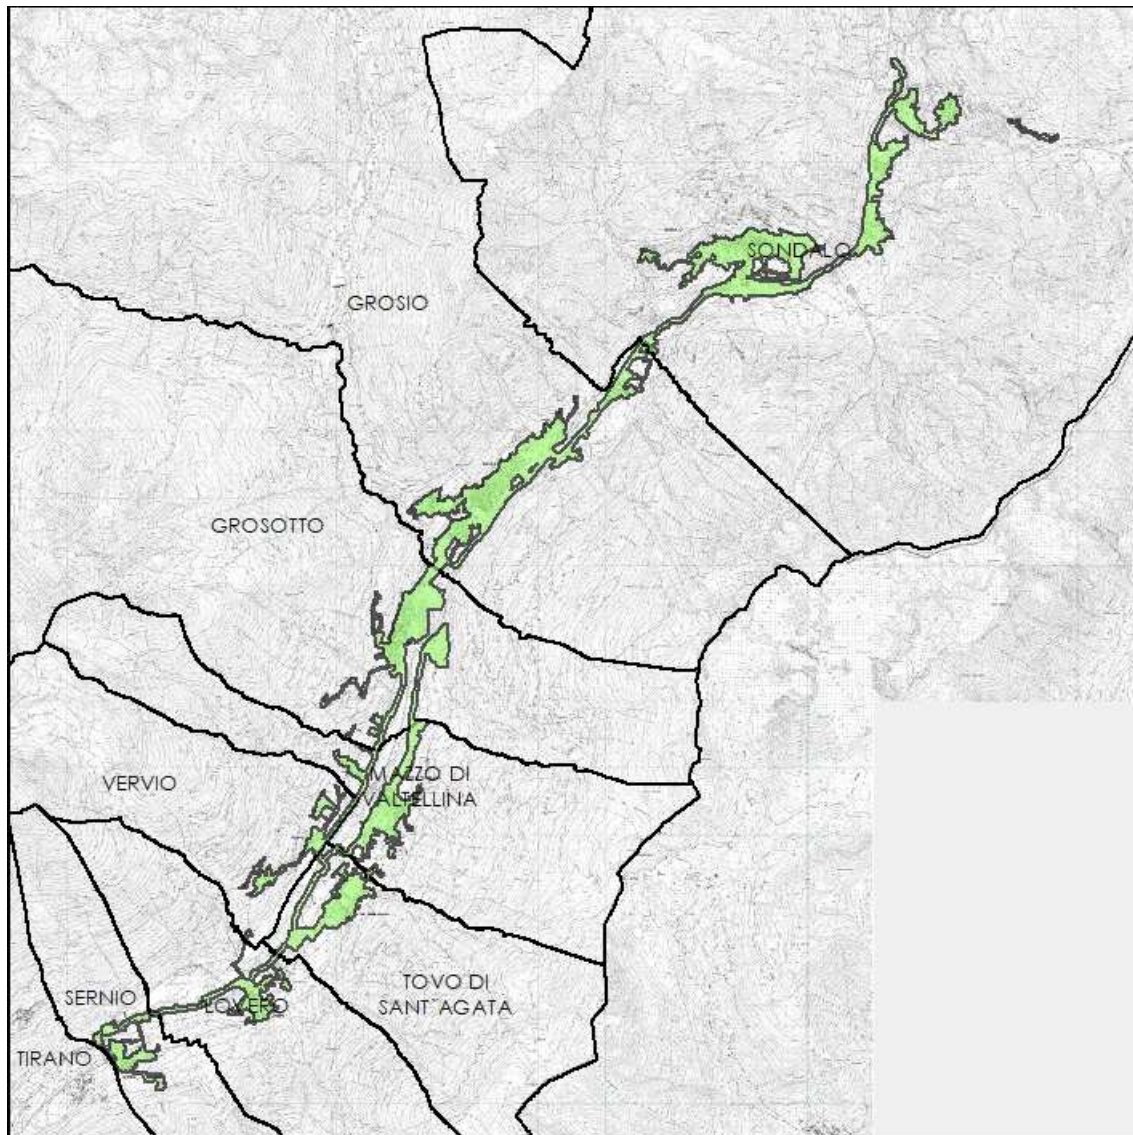 SONDALO
GROSIO
GROSOTTO
MAZZO DI
VALTELLINA
VERVIO
TOVO DI
SANT´AGATA
SERNIO
LOVERO
TIRANO